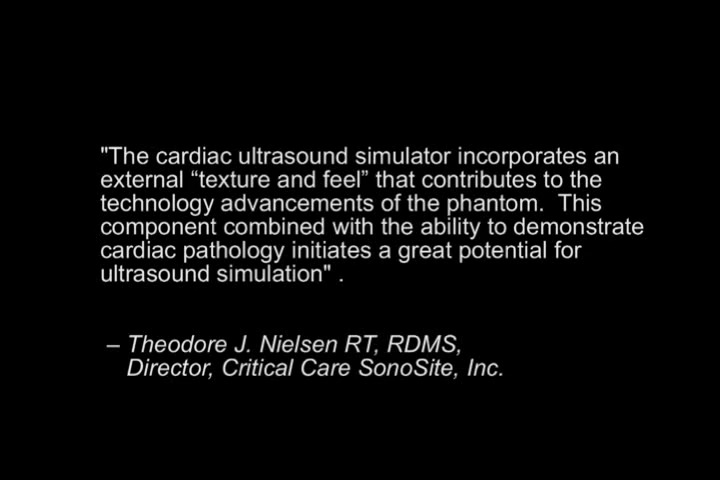 "The cardiac ultrasound simulator incorporates an
external “texture and feel” that contributes to the
technology advancements of the phantom.  This
component combined with the ability to demonstrate
cardiac pathology initiates a great potential for
ultrasound simulation" .
– Theodore J. Nielsen RT, RDMS,
Director, Critical Care SonoSite, Inc.